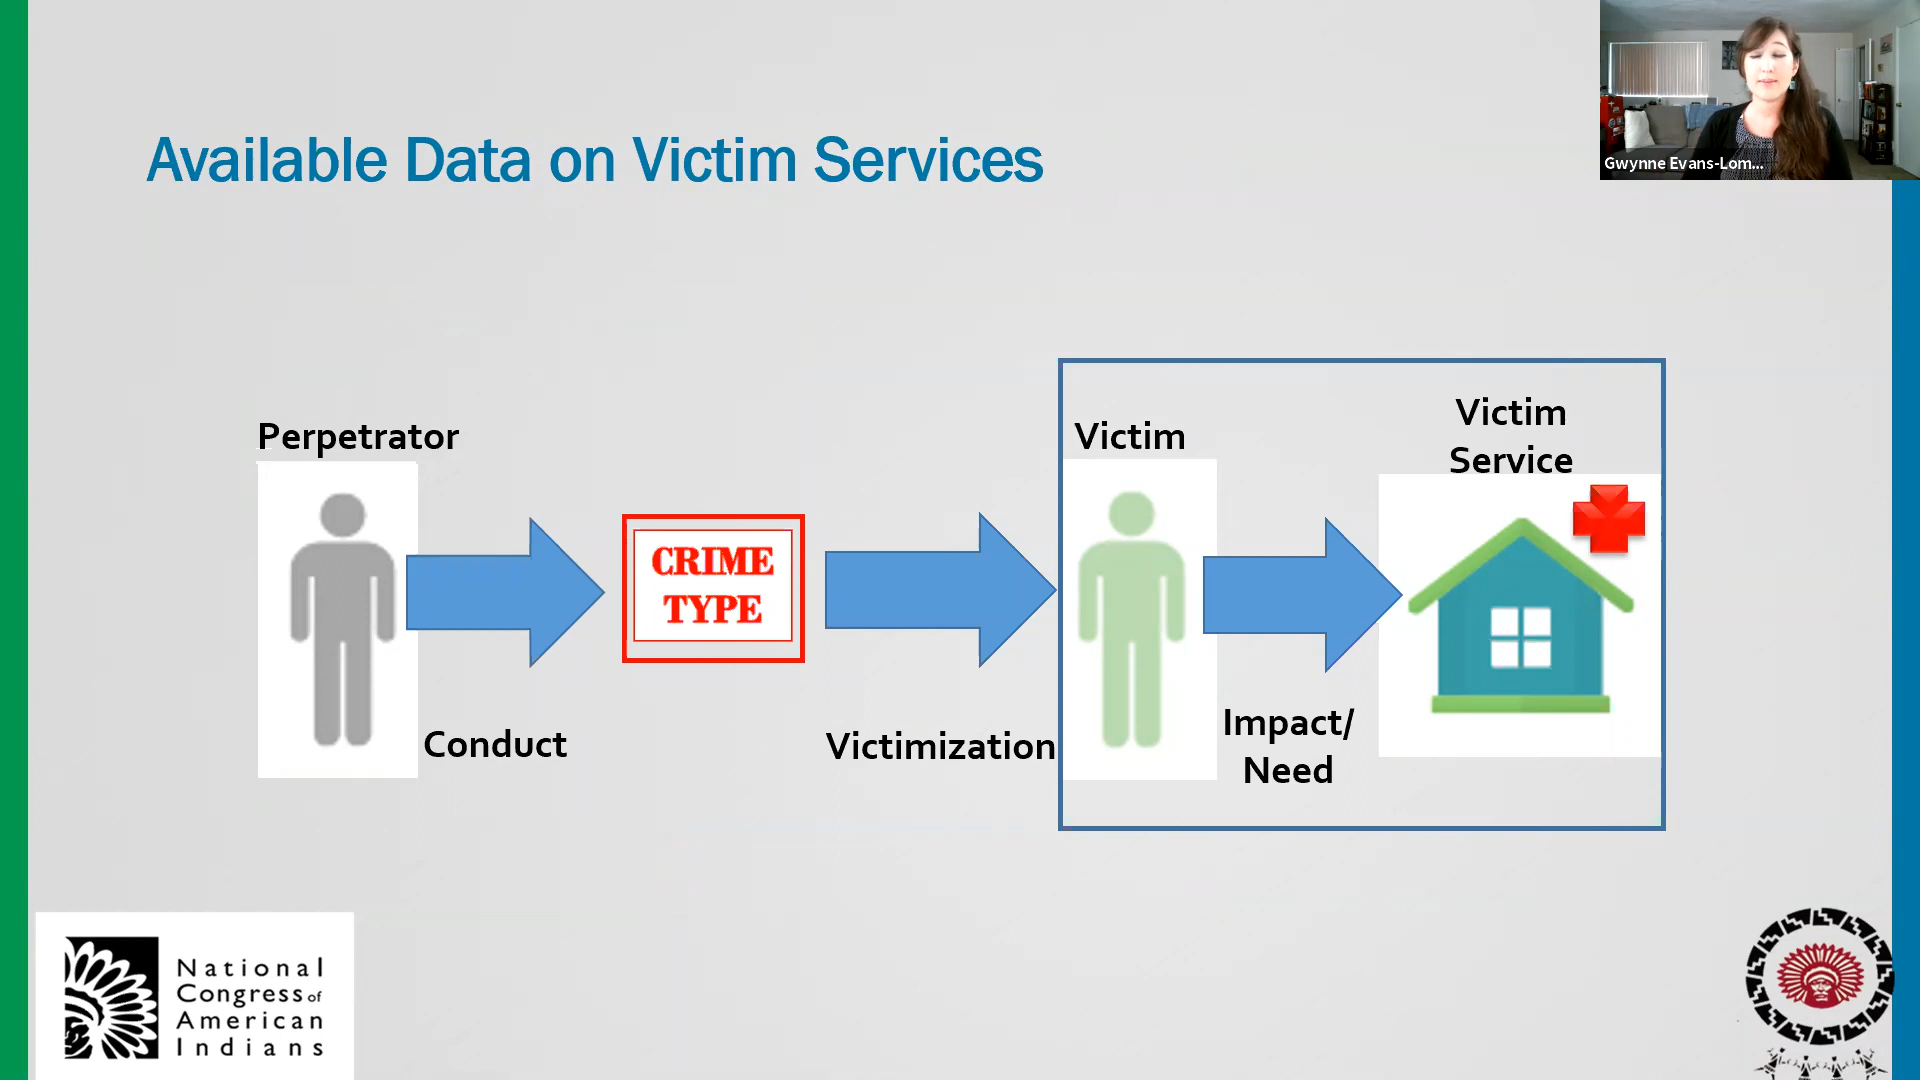 Available Data on Victim Services
Gwynne Evans-Lom...
Perpetrator
Conduct
CRIME
TYPE
Victimization
Victim
Impact/
Need
Victim
Service
National
Congress of
American
Indians